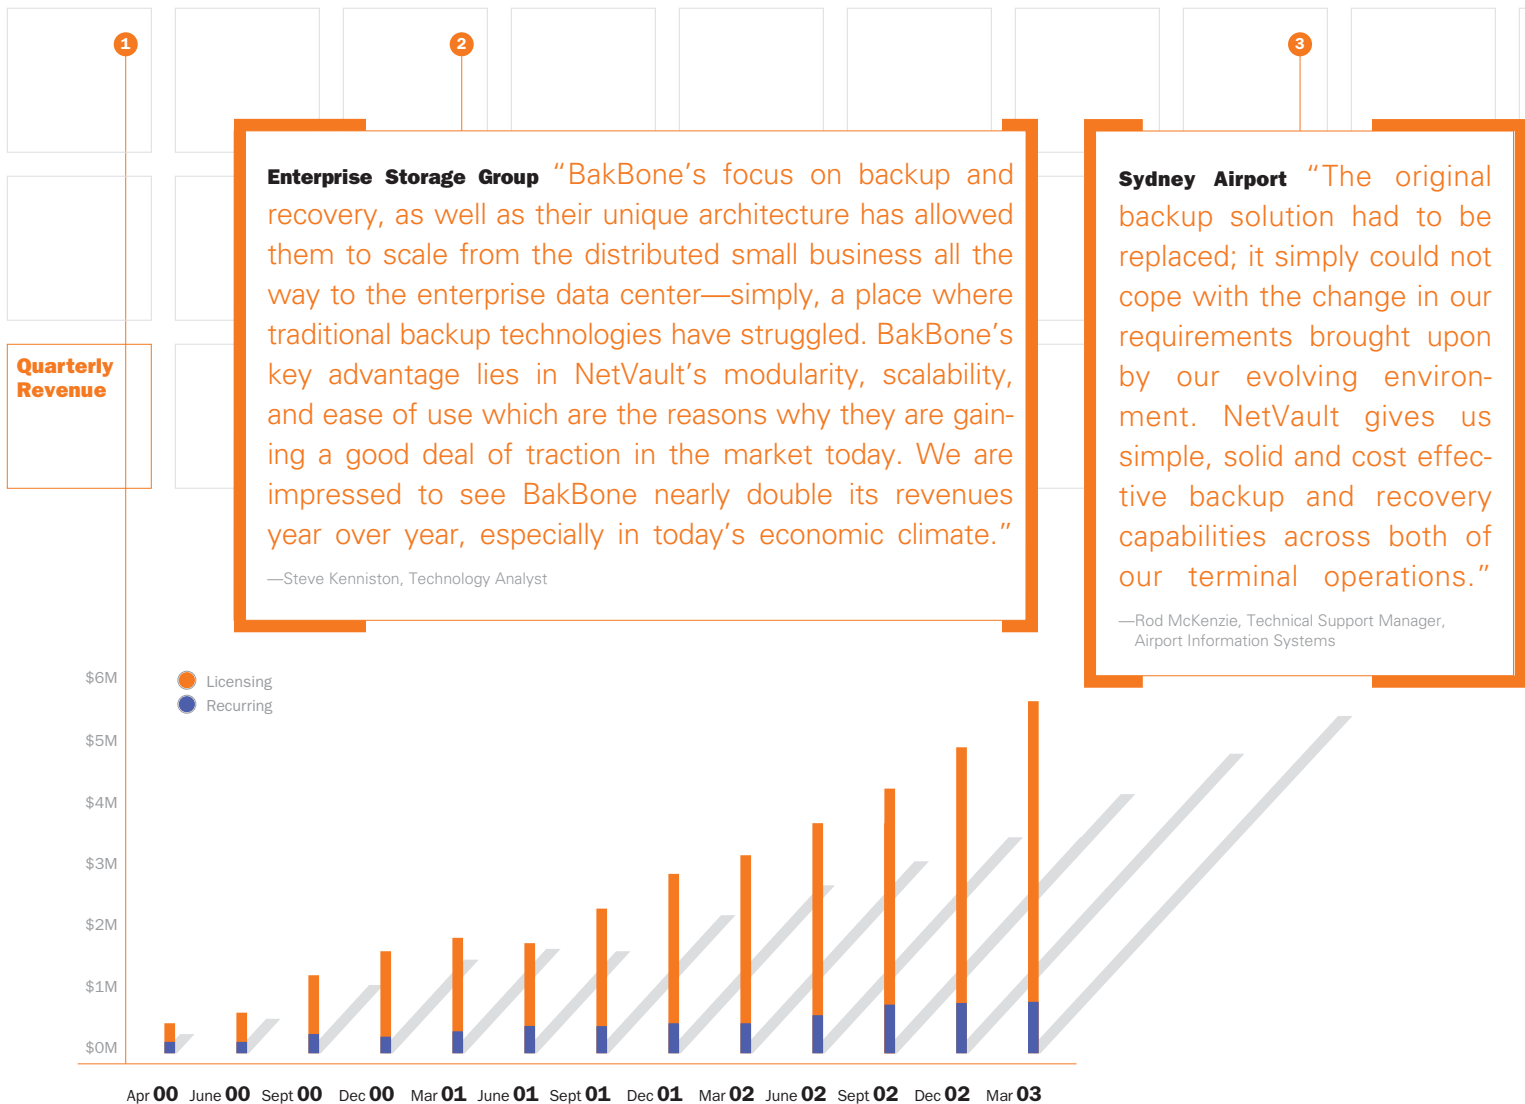 1
2
3
Enterprise Storage Group “BakBone’s focus on backup and
recovery, as well as their unique architecture has allowed
them to scale from the distributed small business all the
way to the enterprise data center—simply, a place where
traditional backup technologies have struggled. BakBone’s
key advantage lies in NetVault’s modularity, scalability,
and ease of use which are the reasons why they are gain-
ing a good deal of traction in the market today. We are
impressed to see BakBone nearly double its revenues
year over year, especially in today’s economic climate.”
—Steve Kenniston, Technology Analyst
Sydney Airport “The original
backup solution had to be
replaced; it simply could not
cope with the change in our
requirements brought upon
by our evolving environ-
ment. NetVault gives us
simple, solid and cost effec-
tive backup and recovery
capabilities across both of
our terminal operations.”
—Rod McKenzie, Technical Support Manager,
Airport Information Systems
Quarterly
Revenue
Licensing
Recurring
$6M
$5M
$4M
$3M
$2M
$1M
$0M
Apr 00 June 00 Sept 00 Dec 00 Mar 01 June 01 Sept 01 Dec 01 Mar 02 June 02 Sept 02 Dec 02 Mar 03